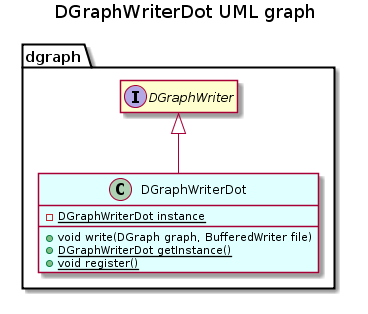 DGraphWriterDot UML graph
dgraph
I DGraphWriter
C DGraphWriterDot
DGraphWriterDot instance
void write(DGraph graph, BufferedWriter file)
DGraphWriterDot getInstance()
void register()